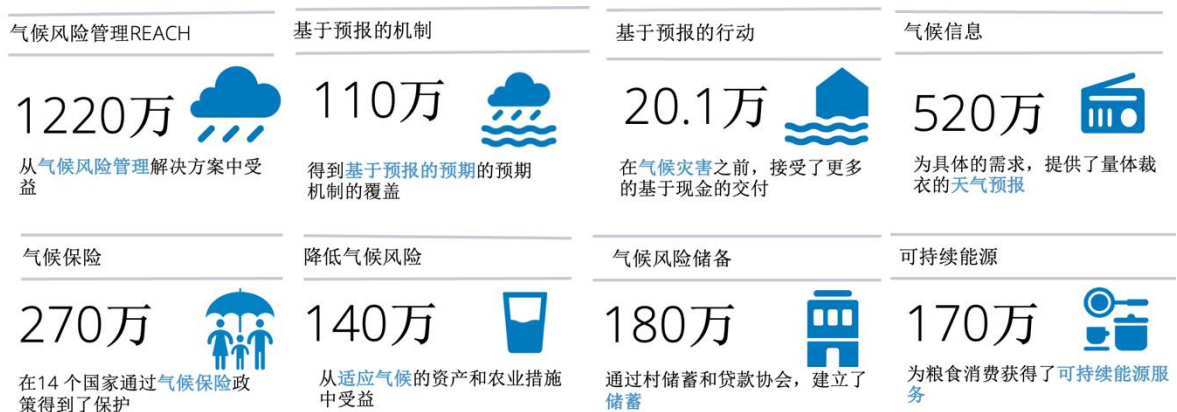 气候风险管理REACH
1220万
从气候风险管理解决方案中受
益
基于预报的机制
110万
得到基于预报的预期的预期
机制的覆盖
基于预报的行动
20.1万
在气候灾害之前，接受了更多
的基于现金的交付
气候信息
520万
为具体的需求，提供了量体裁
衣的天气预报
气候保险
270万
在14 个国家通过气候保险政
策得到了保护
降低气候风险
140万
从适应气候的资产和农业措施
中受益
气候风险储备
180万
通过村储蓄和贷款协会，建立了
储蓄
可持续能源
170万
为粮食消费获得了可持续能源服
务